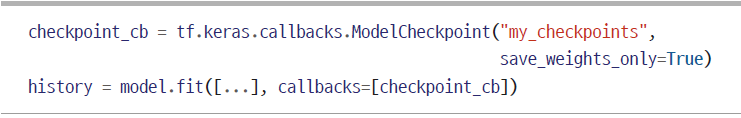 checkpoint_cb = tf.keras.callbacks.ModelCheckpoint("my_checkpoints",
save_weights_only=True)
history = model.fit([...], callbacks=[checkpoint_cb])